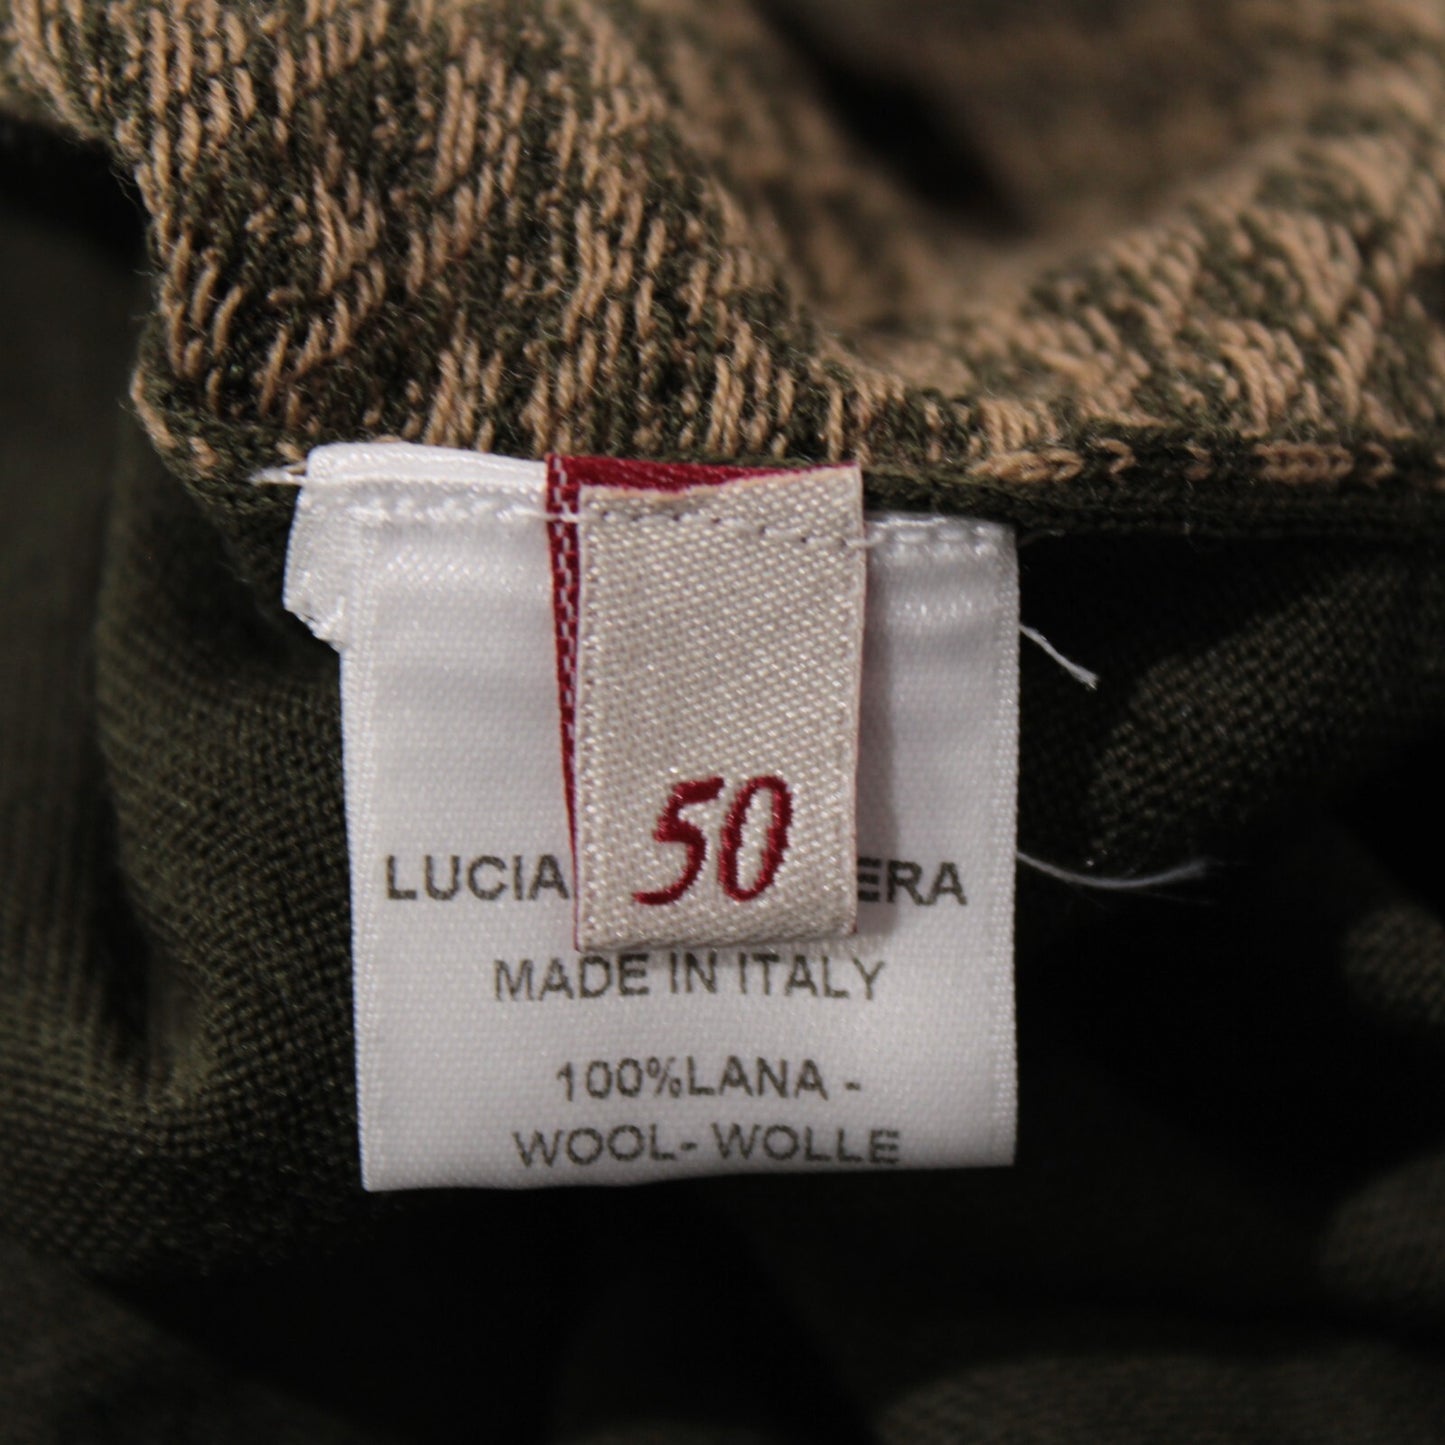 50
LUCIA ERA
MADE IN ITALY
100%LANA -
WOOL- WOLLE